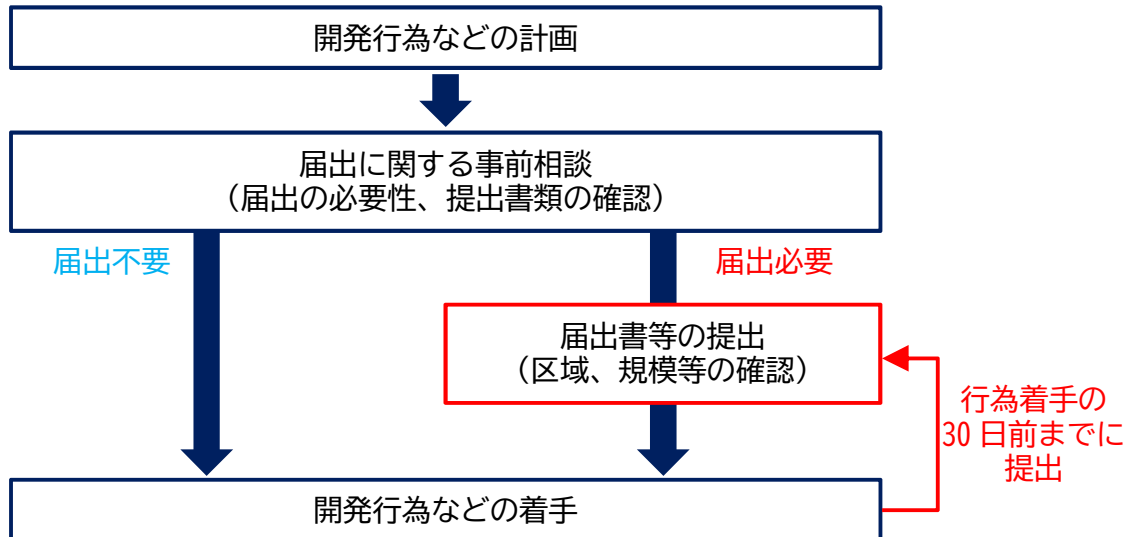 開発行為などの計画
届出に関する事前相談
（届出の必要性、提出書類の確認）
届出不要
届出必要
届出書等の提出
（区域、規模等の確認）
行為着手の
30日前までに
提出
開発行為などの着手